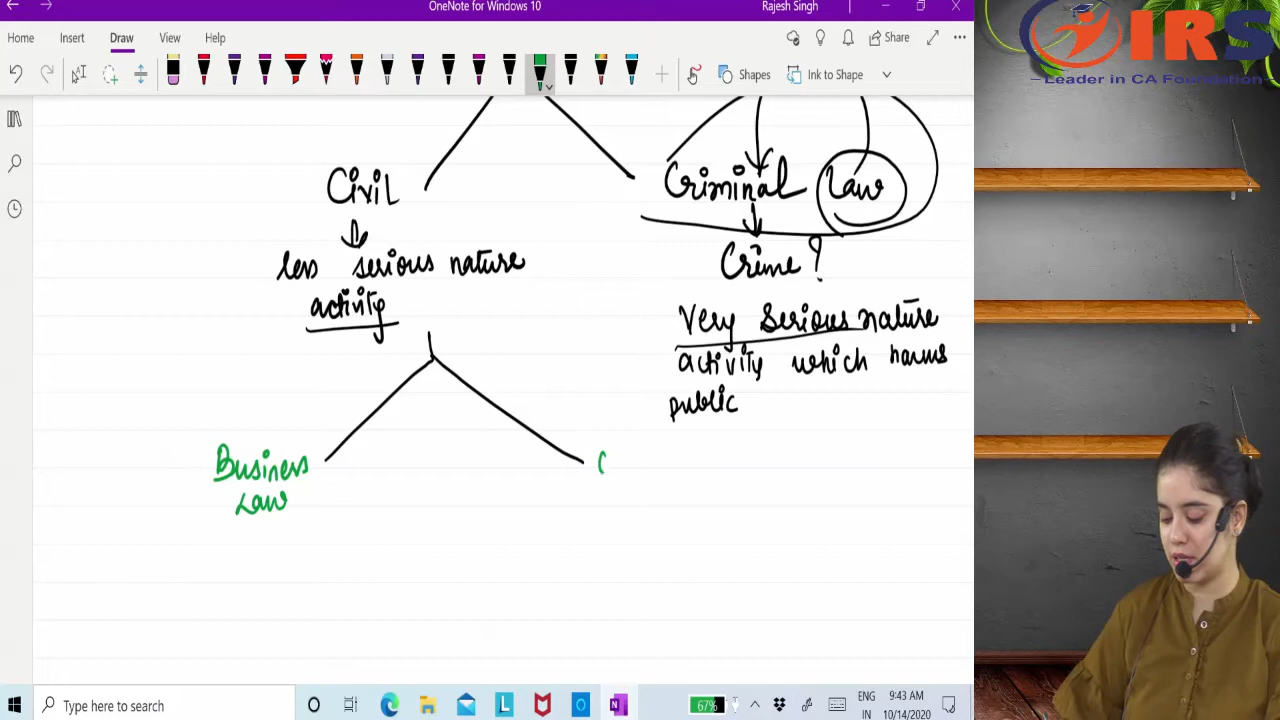 OneNote for Windows 10
Rajesh Singh
Home
Insert
Draw
View
Help
Share
Shapes
Ink to Shape
IRS
Leader in CA Foundation
Civil
Criminal Law
less serious nature
activity
Crime?
Very Serious nature
activity which harms
public
Business
Law
C
Type here to search
67%
ENG
IN
9:43 AM
10/14/2020